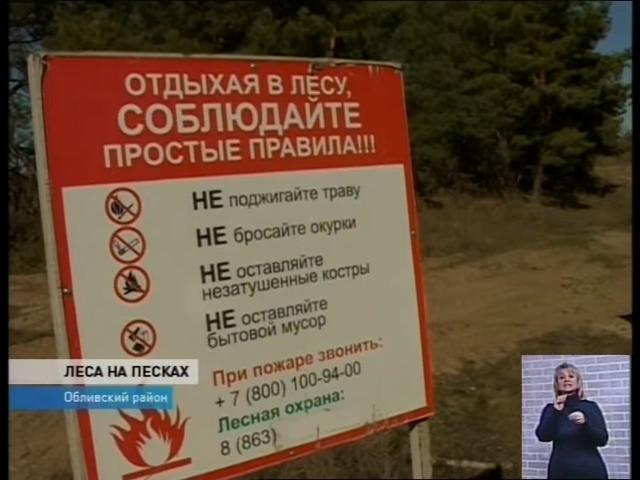 ОТДЫХАЯ В ЛЕСУ,
СОБЛЮДАЙТЕ
ПРОСТЫЕ ПРАВИЛА!!!
НЕ ПОДЖИГАЙТЕ ТРАВУ
НЕ БРОСАЙТЕ ОКУРКИ
НЕ ОСТАВЛЯЙТЕ
НЕЗАТУШЕННЫЕ КОСТРЫ
НЕ ОСТАВЛЯЙТЕ
БЫТОВОЙ МУСОР
При пожаре звонить:
+ 7 (800) 100-94-00
Лесная охрана:
8 (863)
ЛЕСА НА ПЕСКАХ
Обливский район